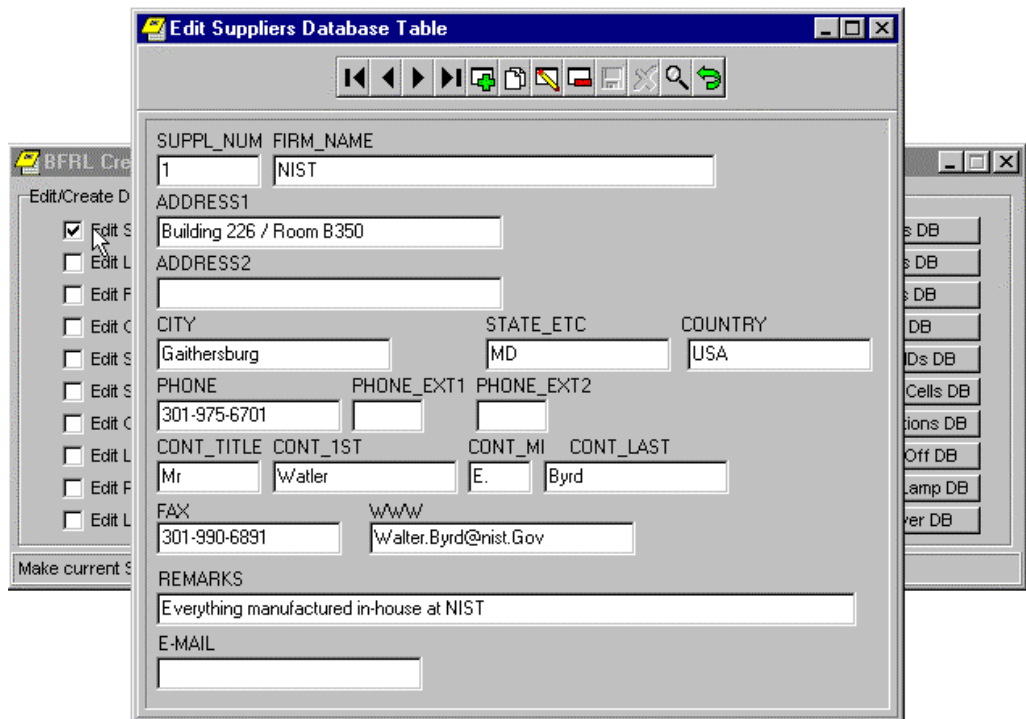 Edit Suppliers Database Table
SUPPL_NUM FIRM_NAME
1 NIST
ADDRESS1
Building 226 / Room B350
ADDRESS2
CITY STATE_ETC COUNTRY
Gaithersburg MD USA
PHONE PHONE_EXT1 PHONE_EXT2
301-975-6701
CONT_TITLE CONT_1ST CONT_MI CONT_LAST
Mr Watler E. Byrd
FAX WWW
301-990-6891 Walter.Byrd@nist.Gov
REMARKS
Everything manufactured in-house at NIST
E-MAIL
BFRL Cre
Edit/Create D
Edit S
Edit L
Edit F
Edit C
Edit S
Edit S
Edit C
Edit L
Edit F
Edit L
Make current S
s DB
s DB
s DB
DB
IDs DB
Cells DB
tions DB
Off DB
Lamp DB
ver DB